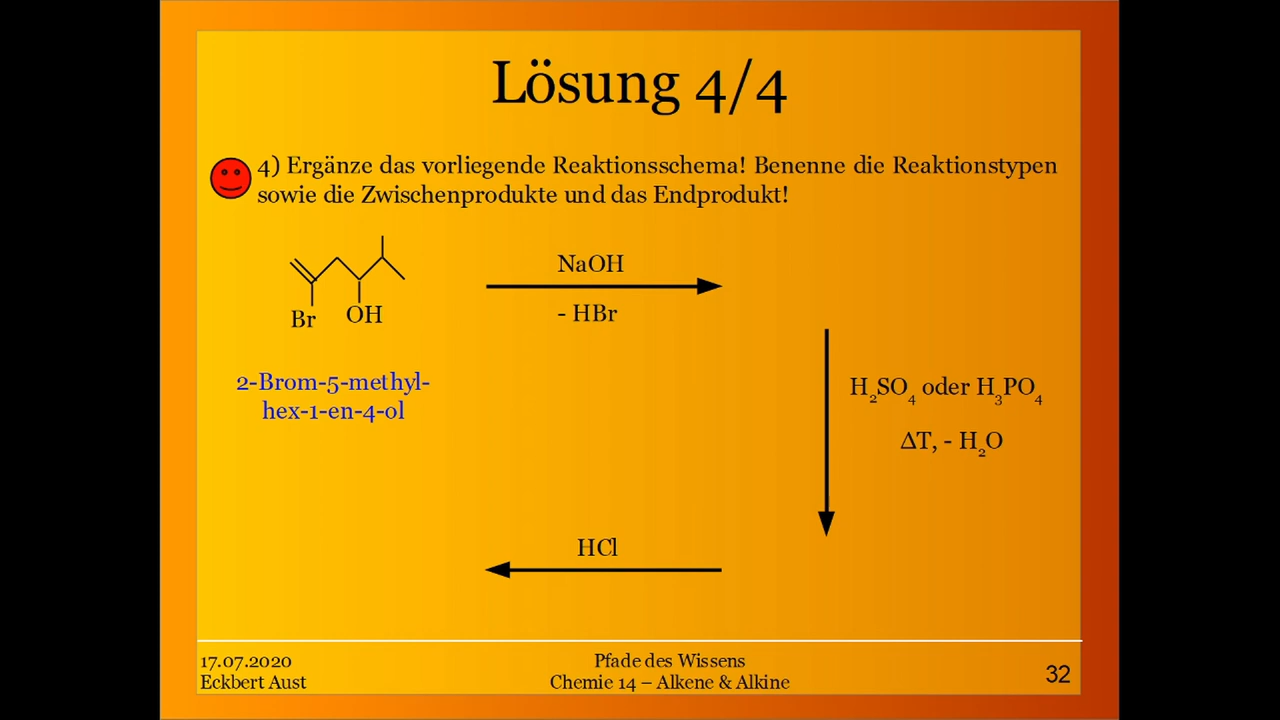 Lösung 4/4
4) Ergänze das vorliegende Reaktionsschema! Benenne die Reaktionstypen
sowie die Zwischenprodukte und das Endprodukt!
Br
OH
2-Brom-5-methyl-
hex-1-en-4-ol
NaOH
- HBr
H₂SO₄ oder H₃PO₄
ΔT, - H₂O
HCl
17.07.2020
Eckbert Aust
Pfade des Wissens
Chemie 14 – Alkene & Alkine
32